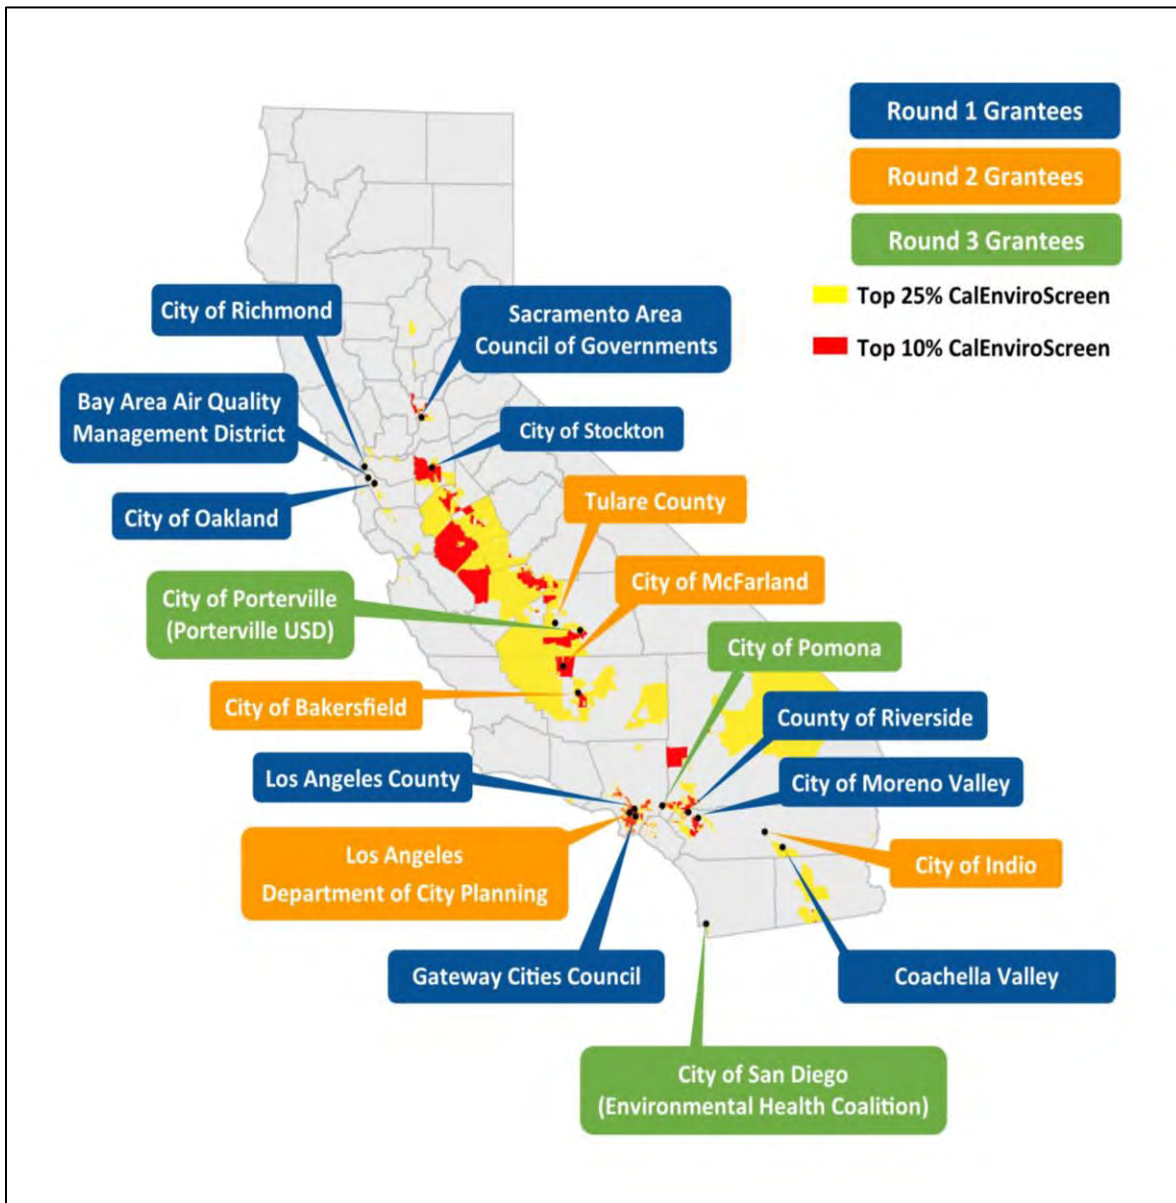 Round 1 Grantees
Round 2 Grantees
Round 3 Grantees
Top 25% CalEnviroScreen
Top 10% CalEnviroScreen
City of Richmond
Sacramento Area
Council of Governments
Bay Area Air Quality
Management District
City of Stockton
City of Oakland
Tulare County
City of McFarland
City of Porterville
(Porterville USD)
City of Pomona
City of Bakersfield
County of Riverside
Los Angeles County
City of Moreno Valley
Los Angeles
Department of City Planning
City of Indio
Gateway Cities Council
Coachella Valley
City of San Diego
(Environmental Health Coalition)